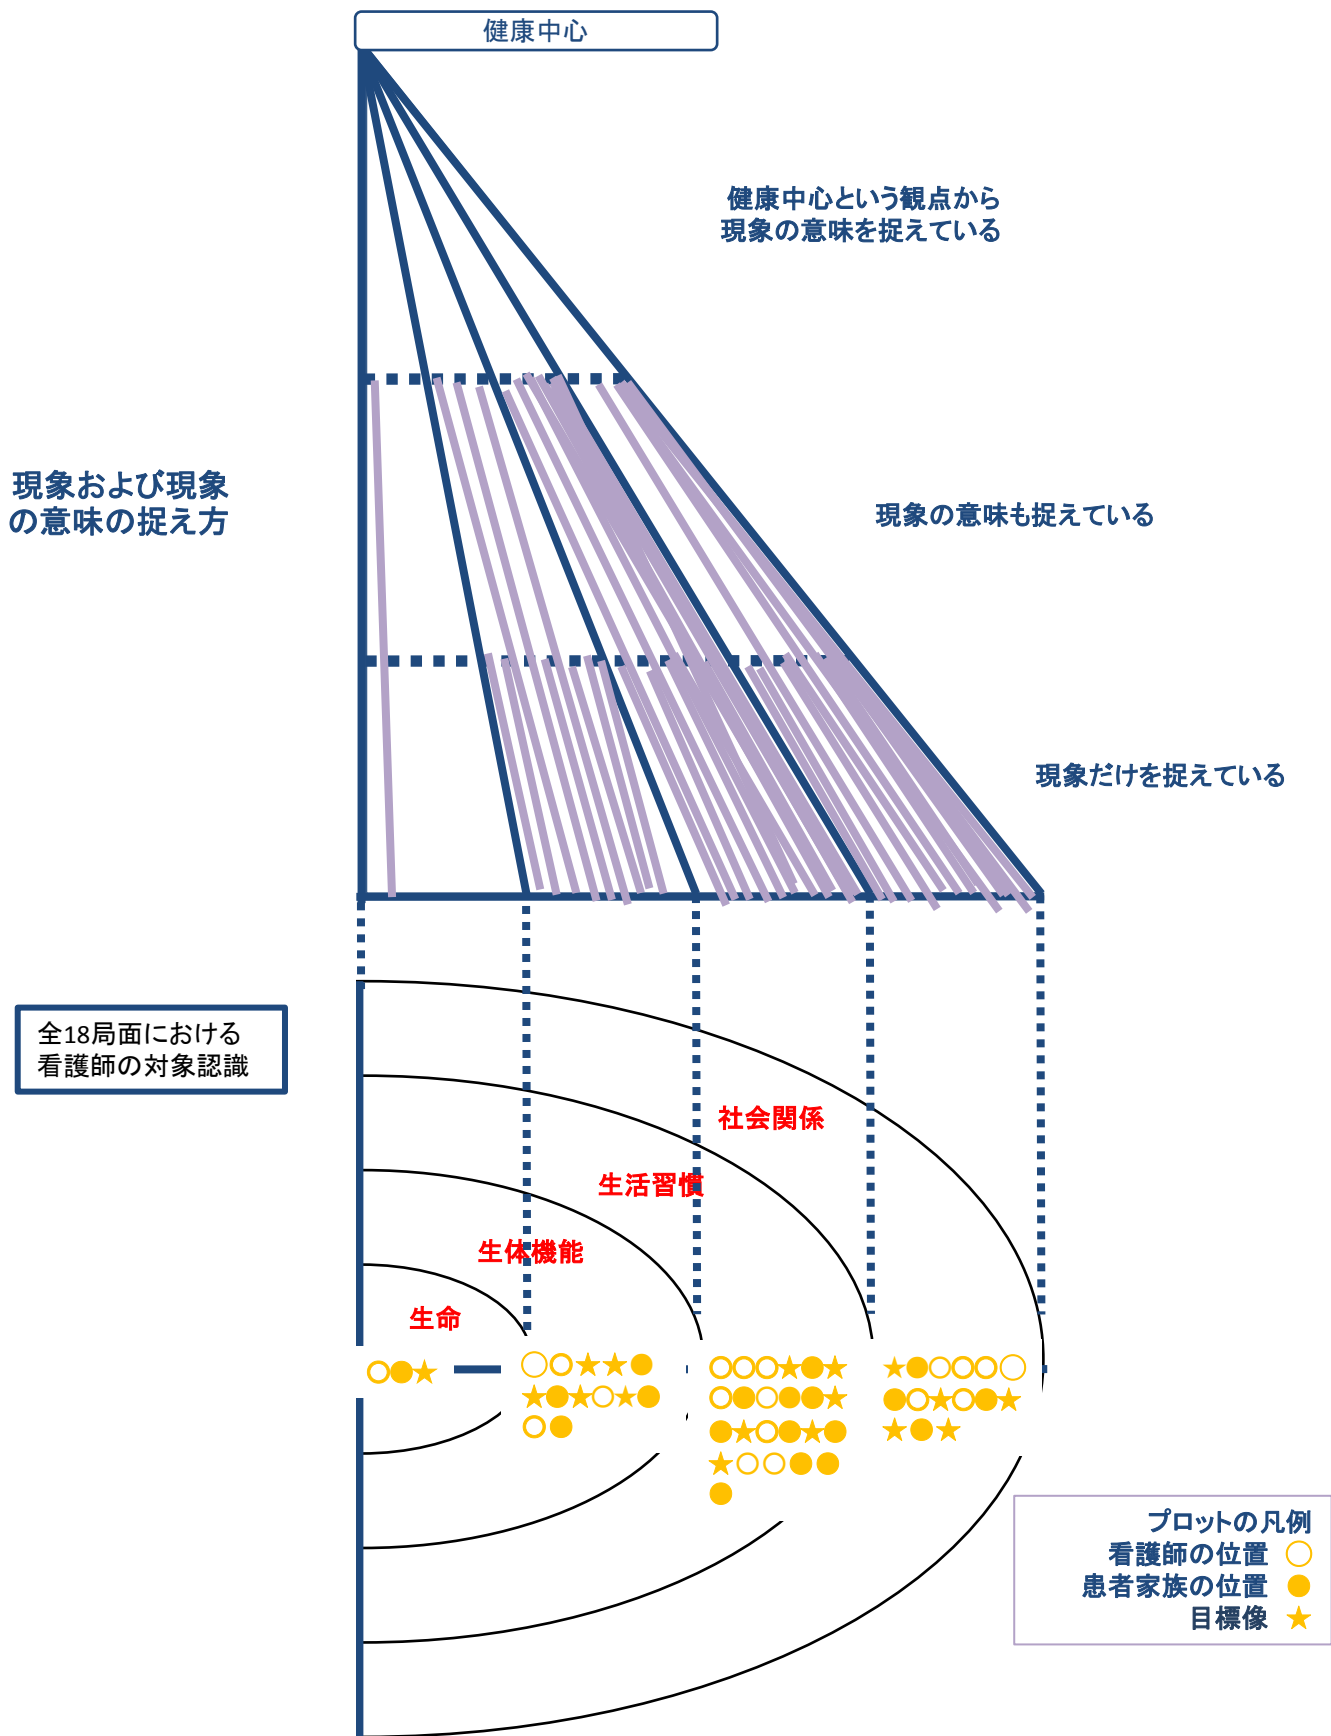 健康中心
健康中心という観点から
現象の意味を捉えている
現象および現象
の意味の捉え方
現象の意味も捉えている
現象だけを捉えている
全18局面における
看護師の対象認識
社会関係
生活習慣
生体機能
生命
プロットの凡例
看護師の位置
患者家族の位置
目標像